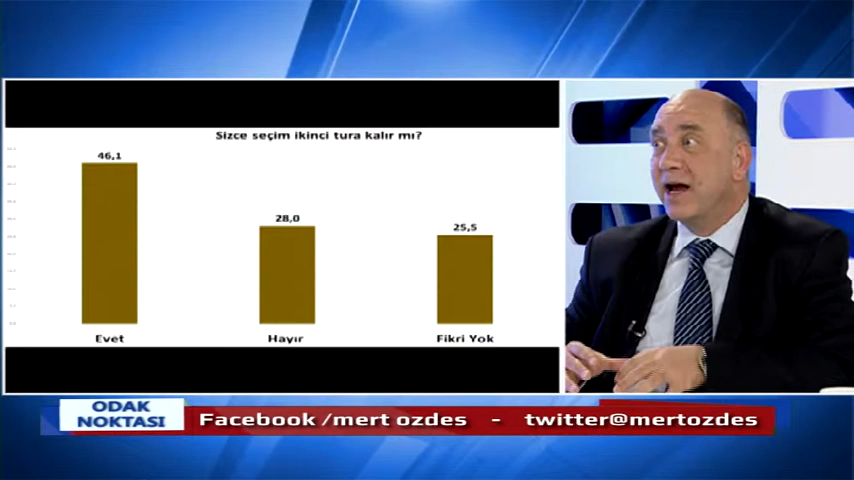 Sizce seçim ikinci tura kalır mı?
46,1
28,0
25,5
Evet
Hayır
Fikri Yok
ODAK
NOKTASI
Facebook /mert ozdes - twitter@mertozdes